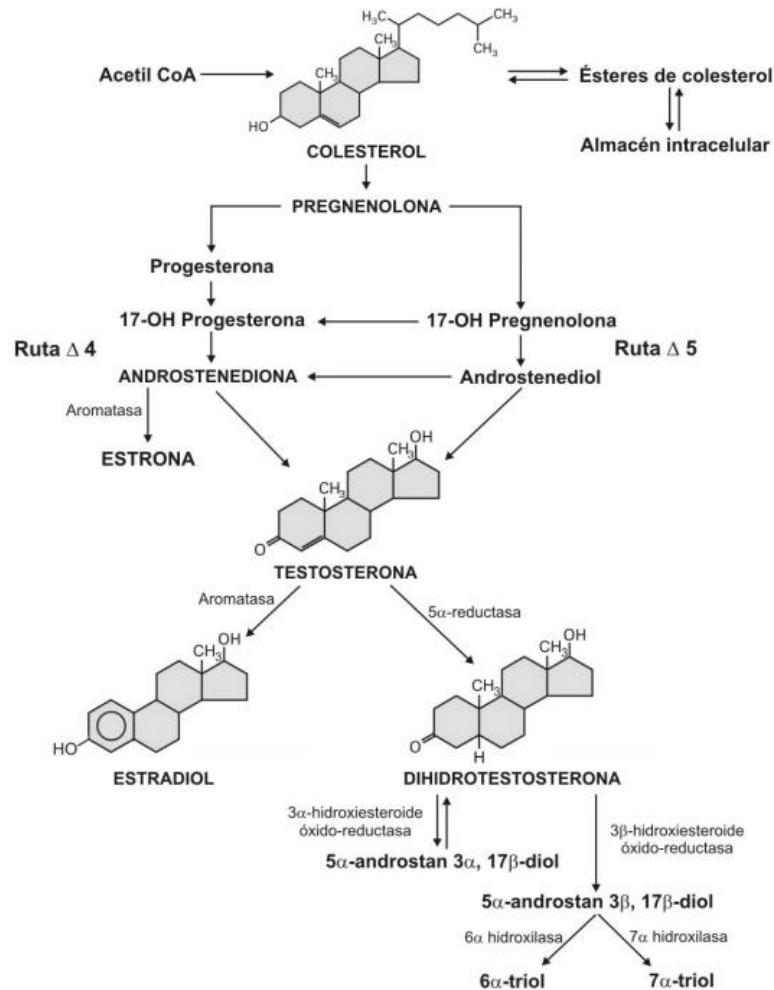 H₃C
CH₃
CH₃
CH₃
CH₃
HO
Acetil CoA
COLESTEROL
Ésteres de colesterol
Almacén intracelular
PREGNENOLONA
Progesterona
17-OH Progesterona
17-OH Pregnenolona
Ruta Δ 4
Ruta Δ 5
ANDROSTENEDIONA
Androstenediol
Aromatasa
ESTRONA
OH
CH₃
CH₃
O
TESTOSTERONA
Aromatasa
5α-reductasa
OH
CH₃
HO
ESTRADIOL
OH
CH₃
CH₃
O
H
DIHIDROTESTOSTERONA
3α-hidroxiesteroide
óxido-reductasa
3β-hidroxiesteroide
óxido-reductasa
5α-androstan 3α, 17β-diol
5α-androstan 3β, 17β-diol
6α hidroxilasa
7α hidroxilasa
6α-triol
7α-triol